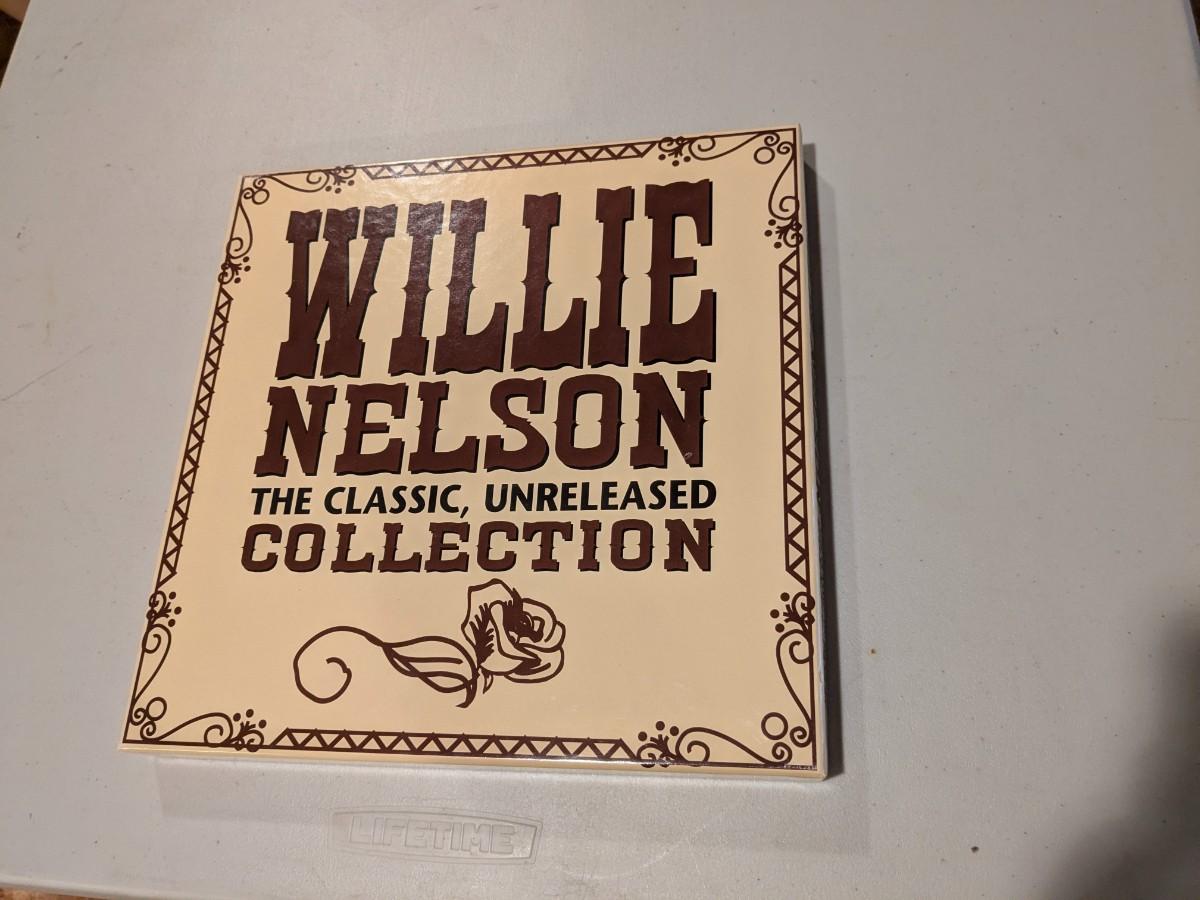 WILLIE
NELSON
THE CLASSIC, UNRELEASED
COLLECTION
LIFETIME